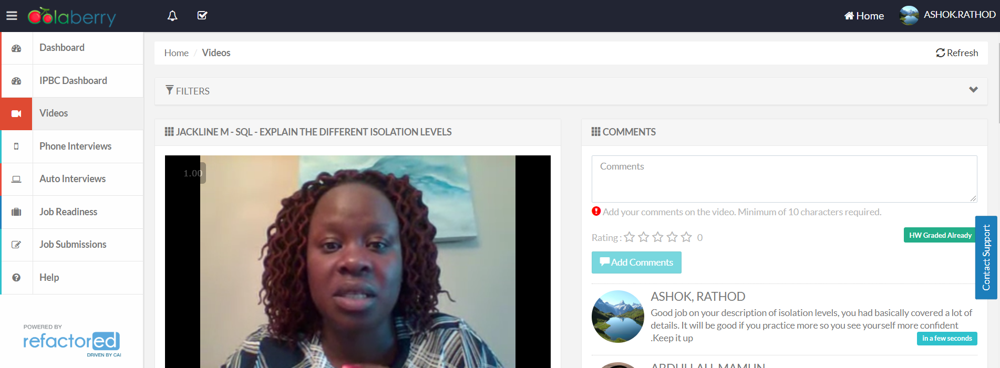 Colaberry
Home
ASHOK.RATHOD
Dashboard
IPBC Dashboard
Videos
Phone Interviews
Auto Interviews
Job Readiness
Job Submissions
Help
POWERED BY
refactored
DRIVEN BY CAI
Home / Videos
Refresh
FILTERS
JACKLINE M - SQL - EXPLAIN THE DIFFERENT ISOLATION LEVELS
1.00
COMMENTS
Comments
Add your comments on the video. Minimum of 10 characters required.
Rating : 0
HW Graded Already
Add Comments
Contact Support
ASHOK, RATHOD
Good job on your description of isolation levels, you had basically covered a lot of
details. It will be good if you practice more so you see yourself more confident
.Keep it up
in a few seconds
ABDULLAH, MAMUN